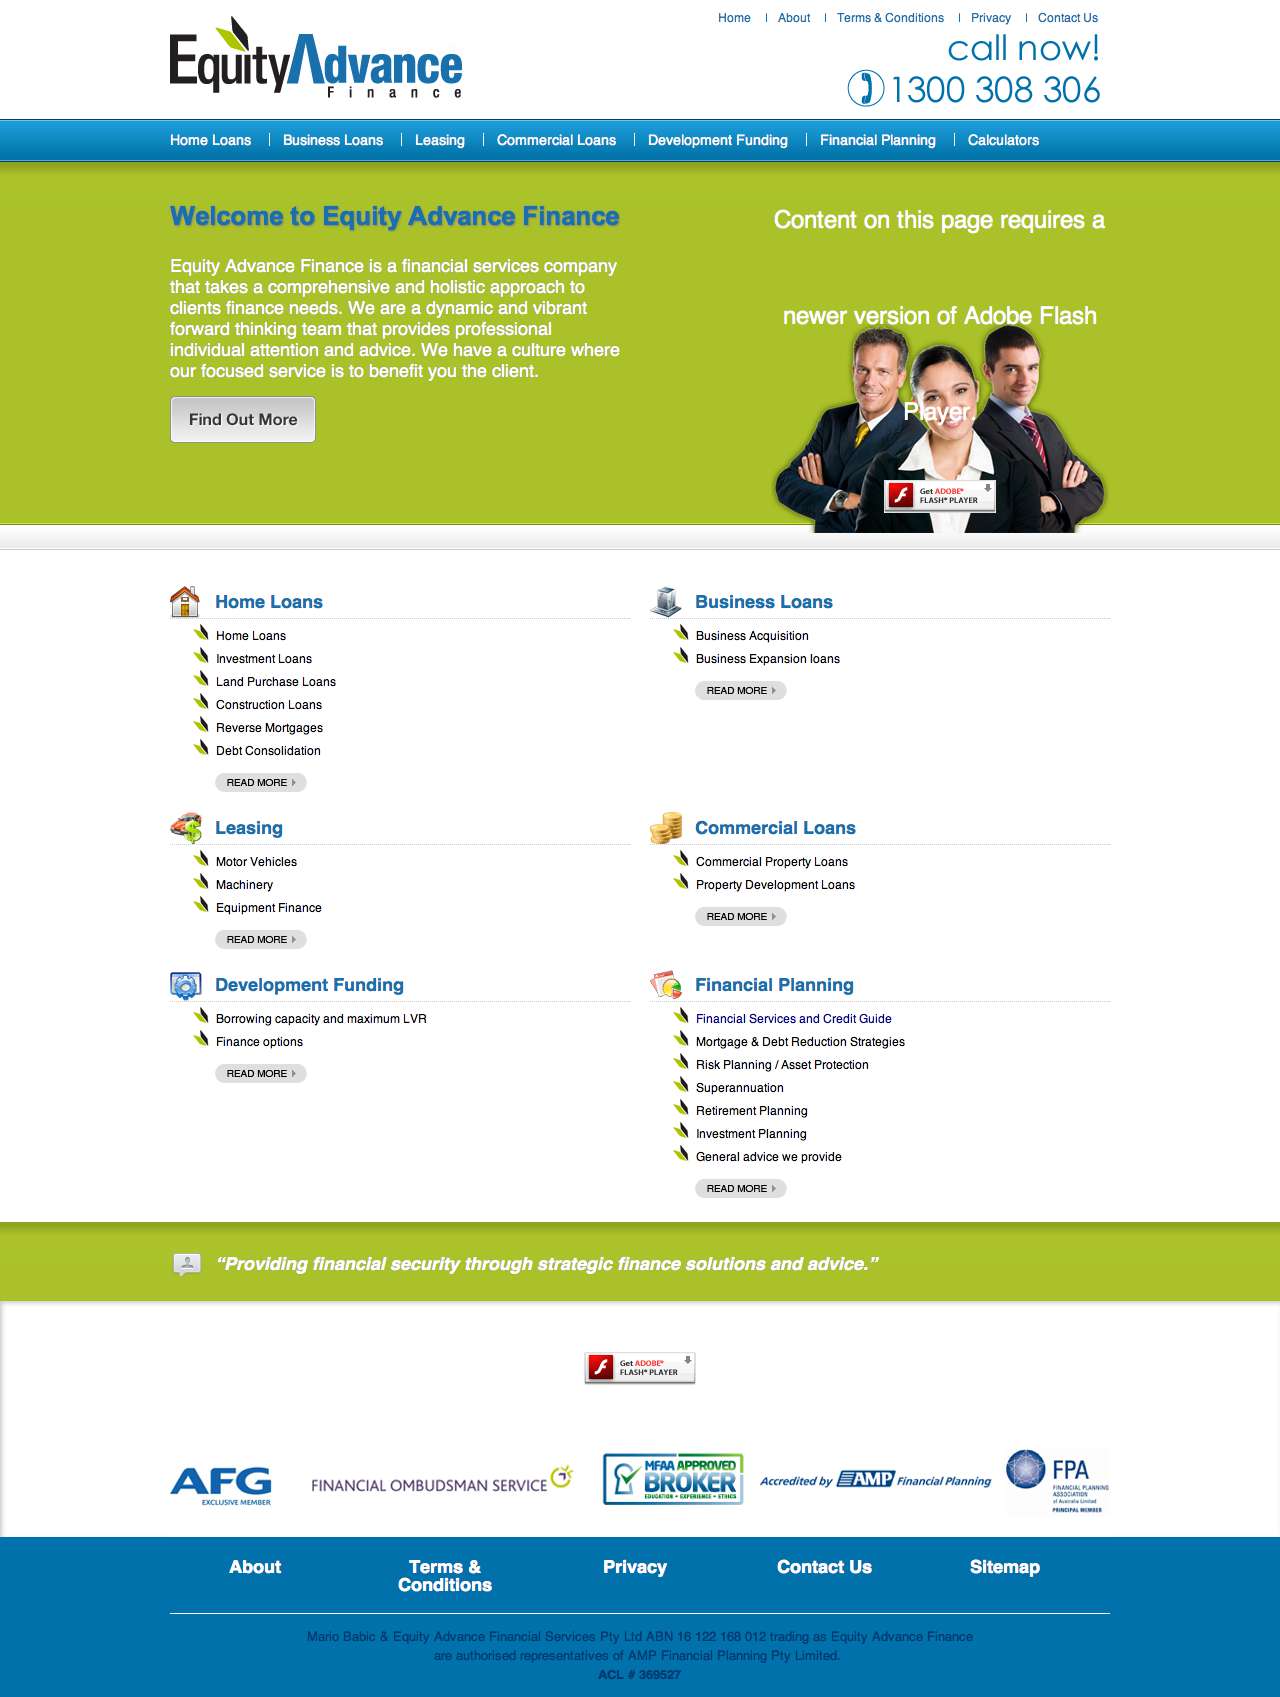 Home
About
Terms & Conditions
Privacy
Contact Us
EquityAdvance
Finance
call now!
1300 308 306
Home Loans
Business Loans
Leasing
Commercial Loans
Development Funding
Financial Planning
Calculators
Welcome to Equity Advance Finance
Equity Advance Finance is a financial services company
that takes a comprehensive and holistic approach to
clients finance needs. We are a dynamic and vibrant
forward thinking team that provides professional
individual attention and advice. We have a culture where
our focused service is to benefit you the client.
Find Out More
Content on this page requires a
newer version of Adobe Flash
Player.
Get ADOBE®
FLASH® PLAYER
Home Loans
Home Loans
Investment Loans
Land Purchase Loans
Construction Loans
Reverse Mortgages
Debt Consolidation
READ MORE
Business Loans
Business Acquisition
Business Expansion loans
READ MORE
Leasing
Motor Vehicles
Machinery
Equipment Finance
READ MORE
Commercial Loans
Commercial Property Loans
Property Development Loans
READ MORE
Development Funding
Borrowing capacity and maximum LVR
Finance options
READ MORE
Financial Planning
Financial Services and Credit Guide
Mortgage & Debt Reduction Strategies
Risk Planning / Asset Protection
Superannuation
Retirement Planning
Investment Planning
General advice we provide
READ MORE
“Providing financial security through strategic finance solutions and advice.”
Get ADOBE®
FLASH® PLAYER
AFG
EXCLUSIVE MEMBER
FINANCIAL OMBUDSMAN SERVICE
MFAA APPROVED
BROKER
EDUCATION • EXPERIENCE • ETHICS
Accredited by AMP Financial Planning
FPA
FINANCIAL PLANNING
ASSOCIATION
of Australia Limited
PRINCIPAL MEMBER
About
Terms &
Conditions
Privacy
Contact Us
Sitemap
Mario Babic & Equity Advance Financial Services Pty Ltd ABN 16 122 168 012 trading as Equity Advance Finance
are authorised representatives of AMP Financial Planning Pty Limited.
ACL # 369527